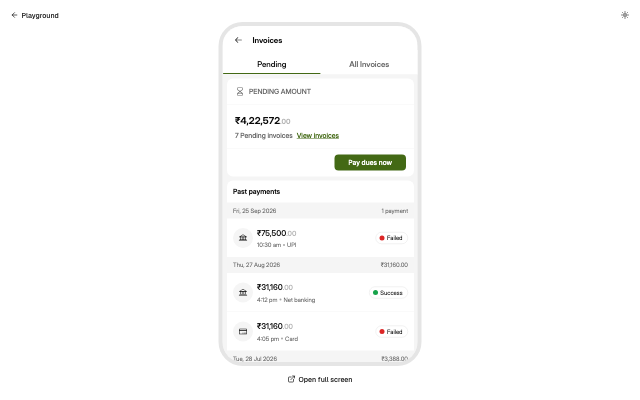 Playground
Invoices
Pending
All Invoices
PENDING AMOUNT
₹4,22,572.00
7 Pending invoices View Invoices
Pay dues now
Past payments
Fri, 25 Sep 2026 1 payment
₹75,500.00
10:30 am • UPI
Failed
Thu, 27 Aug 2026 ₹31,160.00
₹31,160.00
4:12 pm • Net banking
Success
₹31,160.00
4:05 pm • Card
Failed
Tue, 28 Jul 2026 ₹3,388.00
Open full screen